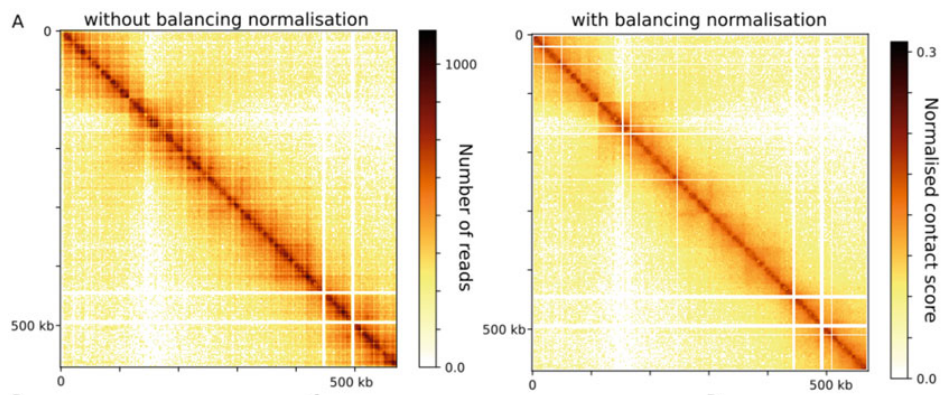 A
without balancing normalisation
with balancing normalisation
0
500 kb
0
500 kb
1000
0.0
Number of reads
0
500 kb
0
500 kb
0.3
0.0
Normalised contact score